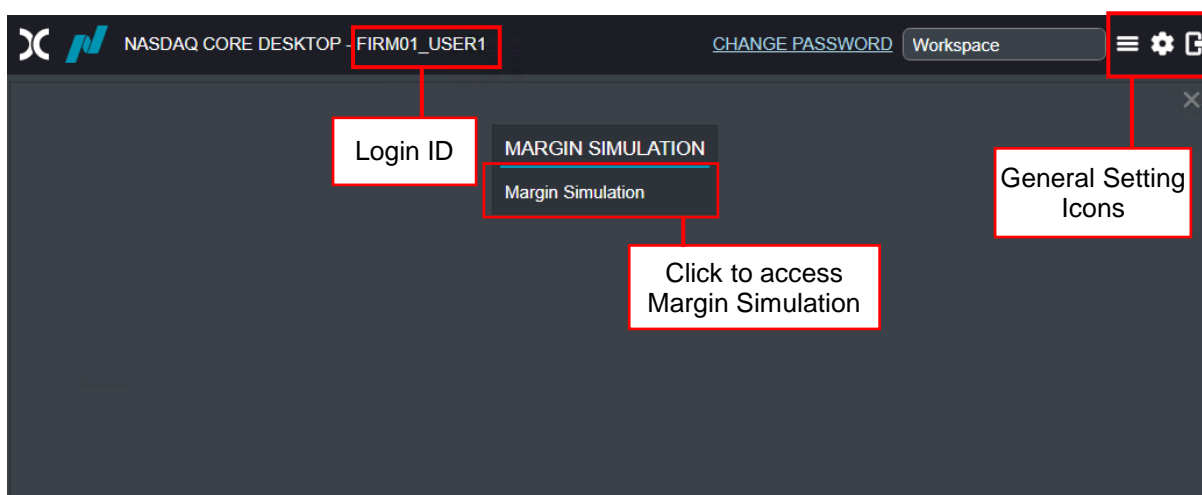 NASDAQ CORE DESKTOP - FIRM01_USER1
CHANGE PASSWORD
Workspace
Login ID
MARGIN SIMULATION
Margin Simulation
General Setting
Icons
Click to access
Margin Simulation